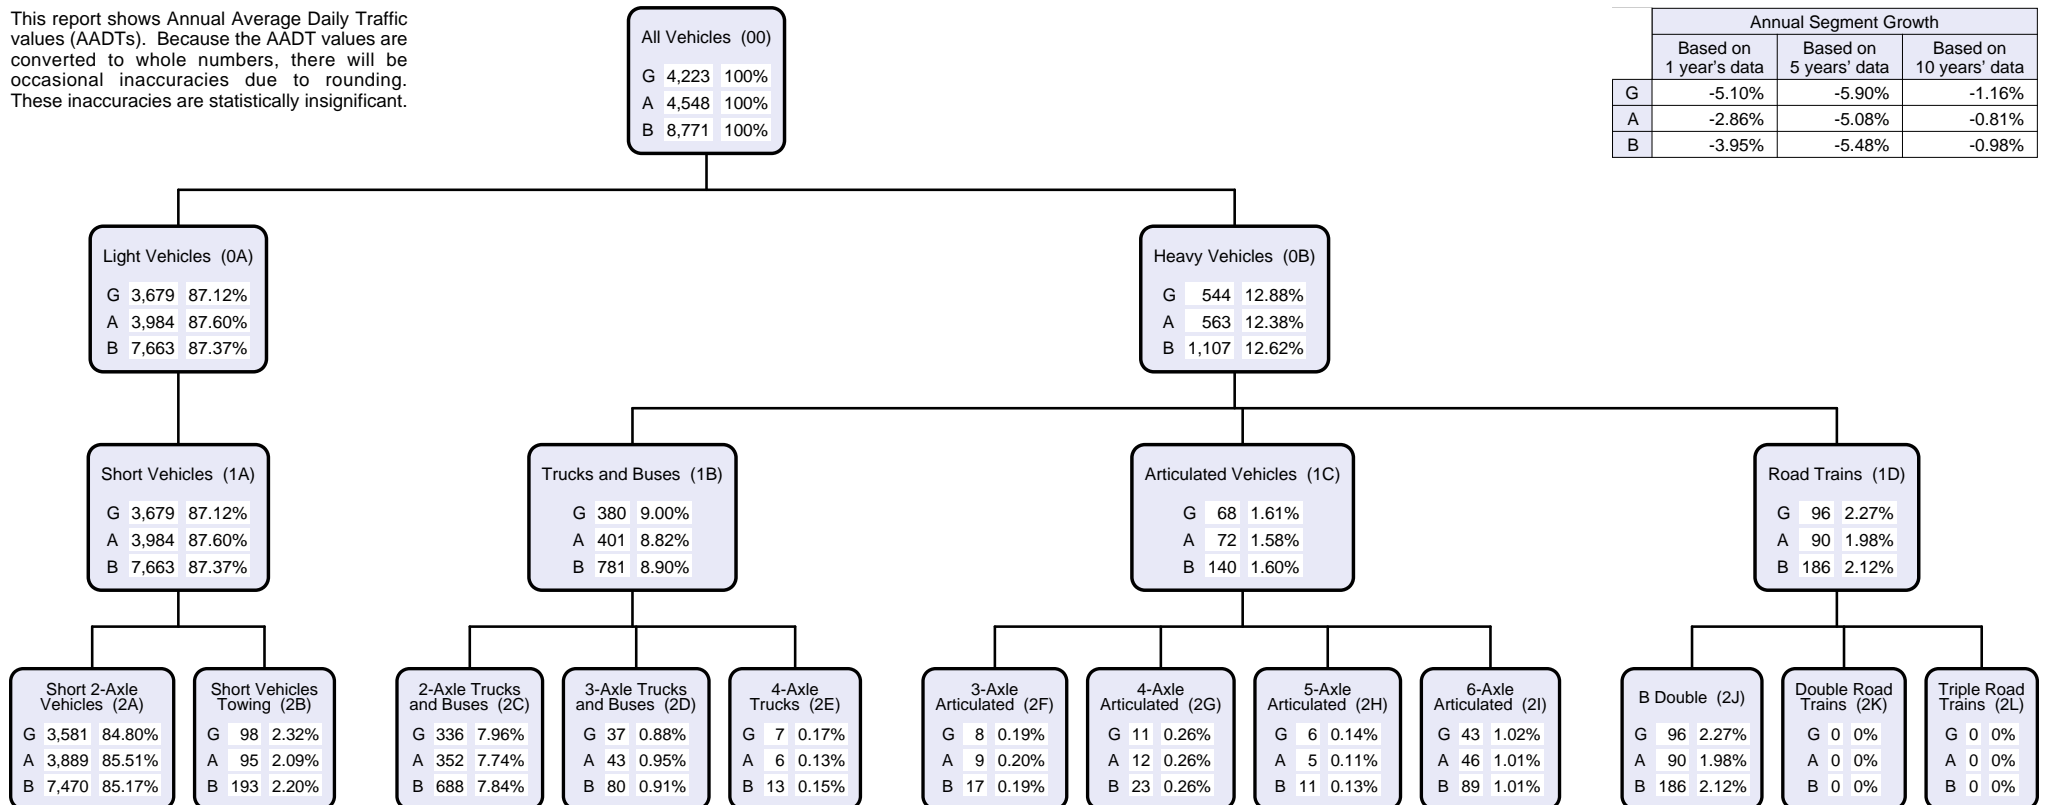 This report shows Annual Average Daily Traffic
values (AADTs). Because the AADT values are
converted to whole numbers, there will be
occasional inaccuracies due to rounding.
These inaccuracies are statistically insignificant.
All Vehicles (00)
G 4,223 100%
A 4,548 100%
B 8,771 100%
Annual Segment Growth
Based on 1 year's data Based on 5 years' data Based on 10 years' data
G -5.10% -5.90% -1.16%
A -2.86% -5.08% -0.81%
B -3.95% -5.48% -0.98%
Light Vehicles (0A)
G 3,679 87.12%
A 3,984 87.60%
B 7,663 87.37%
Heavy Vehicles (0B)
G 544 12.88%
A 563 12.38%
B 1,107 12.62%
Short Vehicles (1A)
G 3,679 87.12%
A 3,984 87.60%
B 7,663 87.37%
Trucks and Buses (1B)
G 380 9.00%
A 401 8.82%
B 781 8.90%
Articulated Vehicles (1C)
G 68 1.61%
A 72 1.58%
B 140 1.60%
Road Trains (1D)
G 96 2.27%
A 90 1.98%
B 186 2.12%
Short 2-Axle
Vehicles (2A)
G 3,581 84.80%
A 3,889 85.51%
B 7,470 85.17%
Short Vehicles
Towing (2B)
G 98 2.32%
A 95 2.09%
B 193 2.20%
2-Axle Trucks
and Buses (2C)
G 336 7.96%
A 352 7.74%
B 688 7.84%
3-Axle Trucks
and Buses (2D)
G 37 0.88%
A 43 0.95%
B 80 0.91%
4-Axle
Trucks (2E)
G 7 0.17%
A 6 0.13%
B 13 0.15%
3-Axle
Articulated (2F)
G 8 0.19%
A 9 0.20%
B 17 0.19%
4-Axle
Articulated (2G)
G 11 0.26%
A 12 0.26%
B 23 0.26%
5-Axle
Articulated (2H)
G 6 0.14%
A 5 0.11%
B 11 0.13%
6-Axle
Articulated (2I)
G 43 1.02%
A 46 1.01%
B 89 1.01%
B Double (2J)
G 96 2.27%
A 90 1.98%
B 186 2.12%
Double Road
Trains (2K)
G 0 0%
A 0 0%
B 0 0%
Triple Road
Trains (2L)
G 0 0%
A 0 0%
B 0 0%